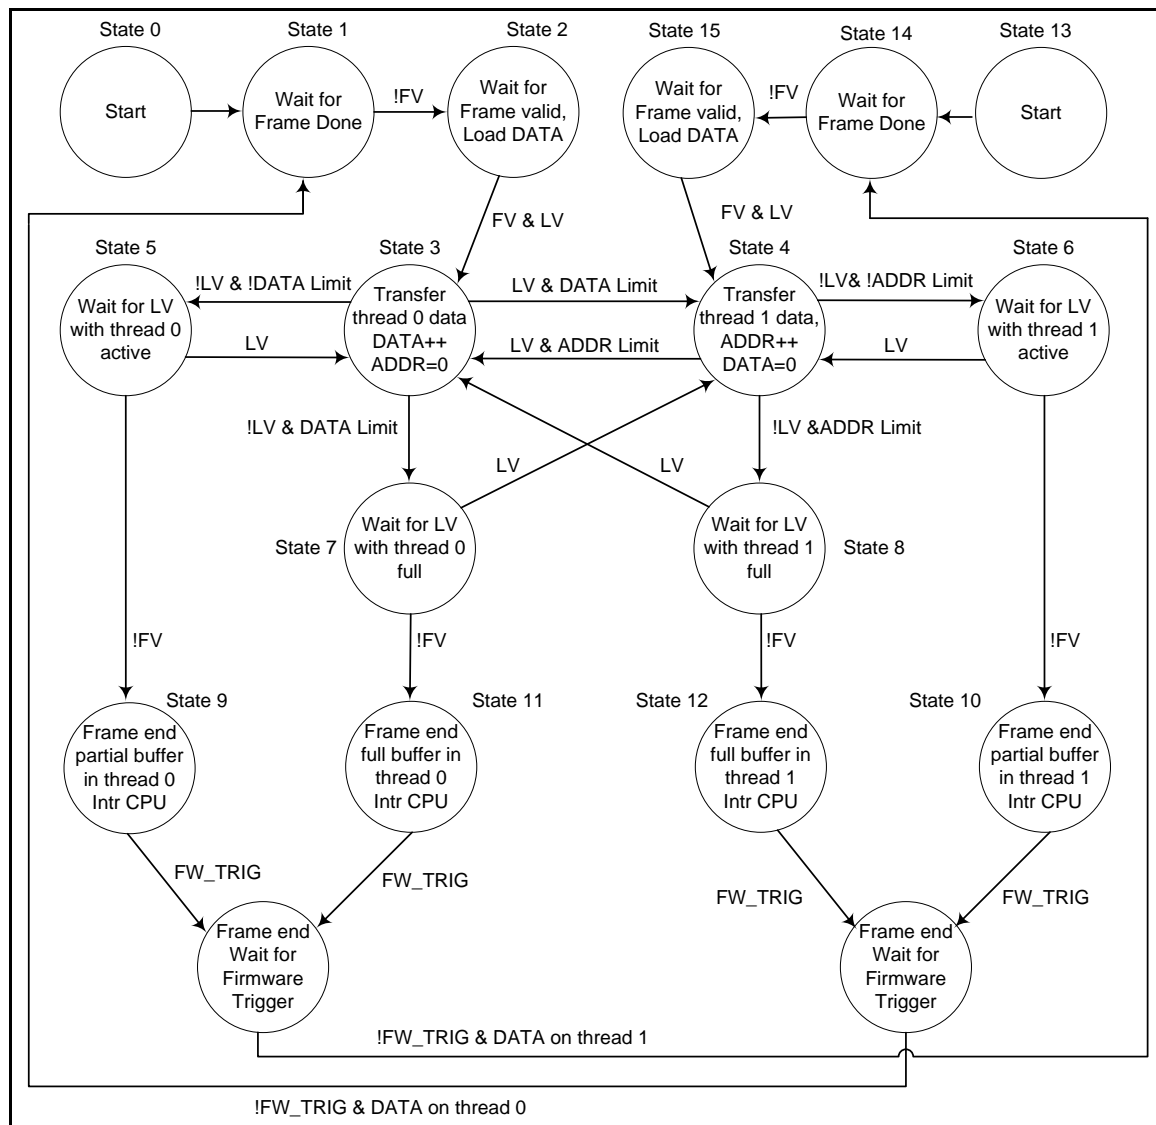 State 0
State 1
State 2
State 15
State 14
State 13
Start
Wait for
Frame Done
!FV
Wait for
Frame valid,
Load DATA
Wait for
Frame valid,
Load DATA
!FV
Wait for
Frame Done
Start
FV & LV
FV & LV
State 5
State 3
State 4
State 6
Wait for LV
with thread 0
active
!LV & !DATA Limit
LV
Transfer
thread 0 data
DATA++
ADDR=0
LV & DATA Limit
LV & ADDR Limit
Transfer
thread 1 data,
ADDR++
DATA=0
!LV& !ADDR Limit
LV
Wait for LV
with thread 1
active
!LV & DATA Limit
!LV &ADDR Limit
LV
LV
State 7
Wait for LV
with thread 0
full
Wait for LV
with thread 1
full
State 8
!FV
!FV
!FV
!FV
State 9
State 11
State 12
State 10
Frame end
partial buffer
in thread 0
Intr CPU
Frame end
full buffer in
thread 0
Intr CPU
Frame end
full buffer in
thread 1
Intr CPU
Frame end
partial buffer
in thread 1
Intr CPU
FW_TRIG
FW_TRIG
FW_TRIG
FW_TRIG
Frame end
Wait for
Firmware
Trigger
Frame end
Wait for
Firmware
Trigger
!FW_TRIG & DATA on thread 1
!FW_TRIG & DATA on thread 0